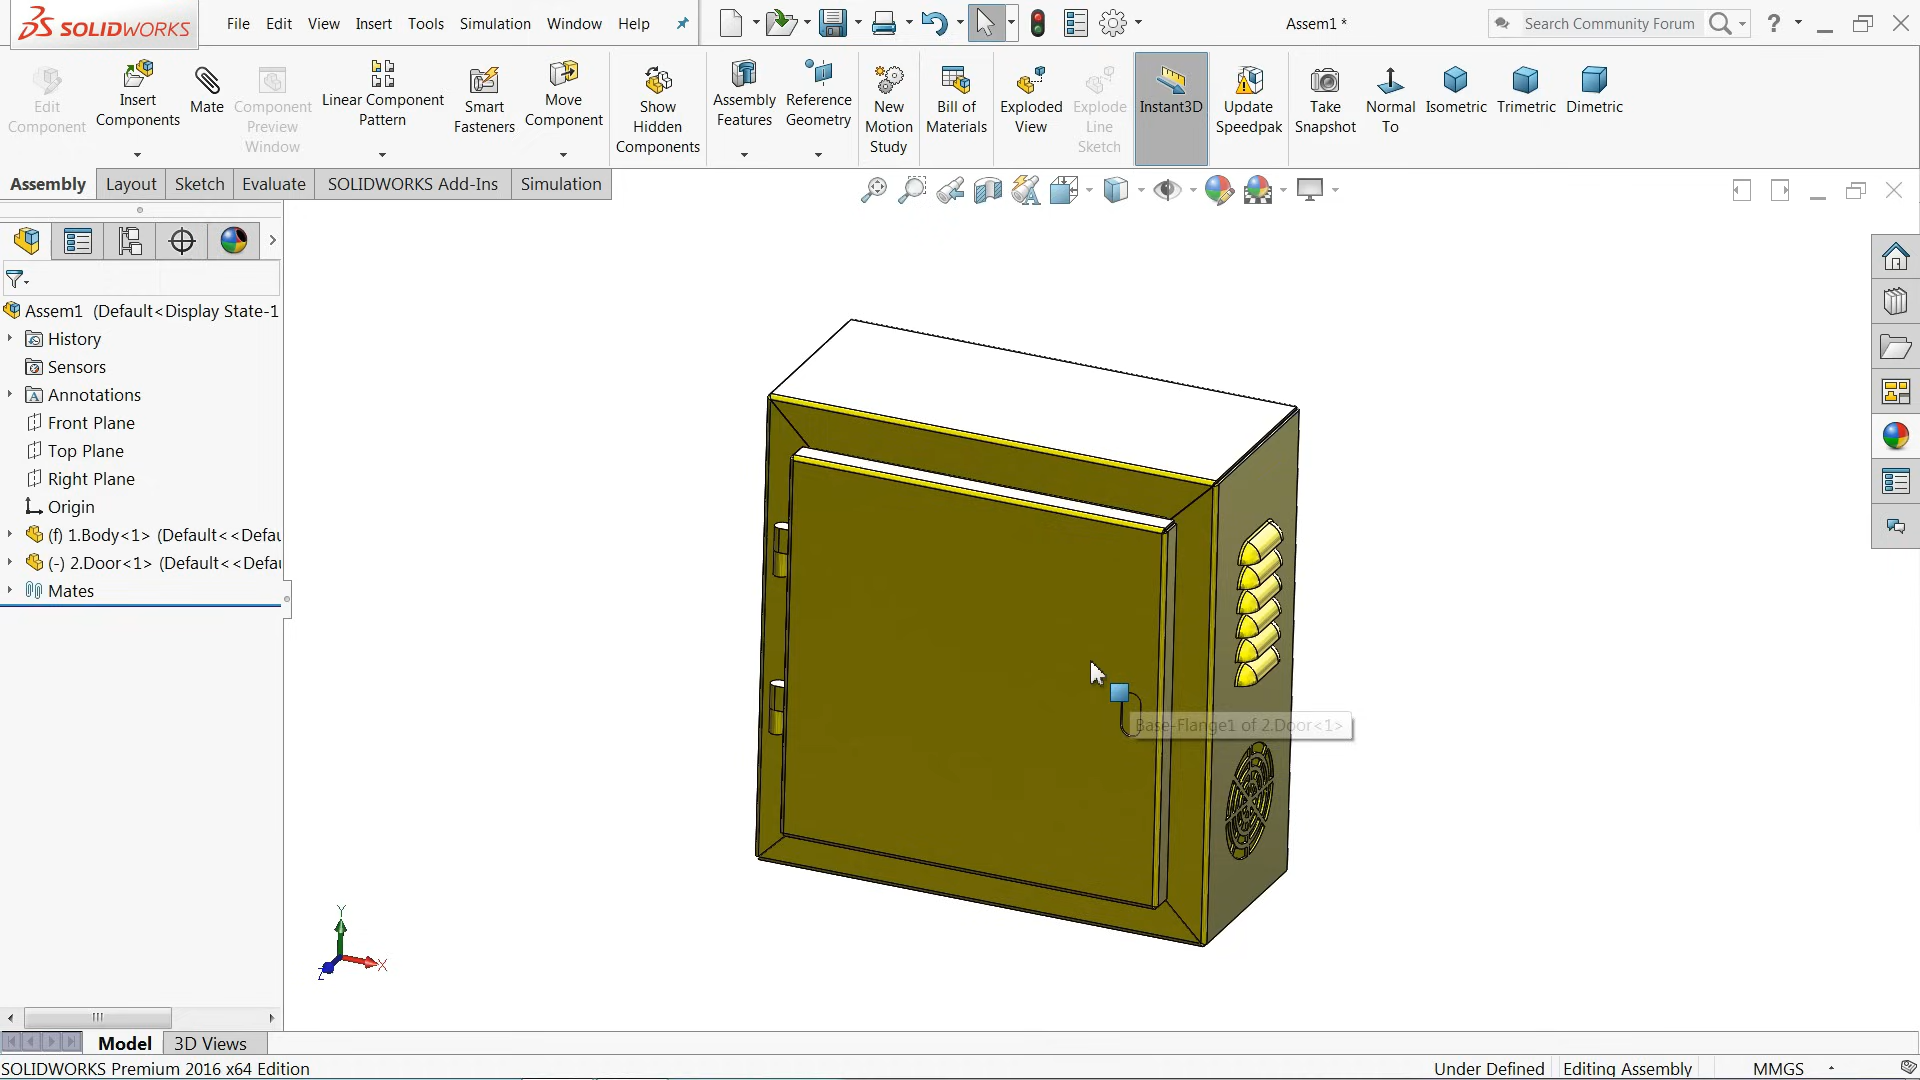 SOLIDWORKS File Edit View Insert Tools Simulation Window Help Assem1 * Search Community Forum ?
Edit Component
Insert Components
Mate
Component Preview Window
Linear Component Pattern
Smart Fasteners
Move Component
Show Hidden Components
Assembly Features
Reference Geometry
New Motion Study
Bill of Materials
Exploded View
Explode Line Sketch
Instant3D
Update Speedpak
Take Snapshot
Normal To
Isometric
Trimetric
Dimetric
Assembly Layout Sketch Evaluate SOLIDWORKS Add-Ins Simulation
Assem1 (Default<Display State-1
History
Sensors
A Annotations
Front Plane
Top Plane
Right Plane
Origin
(f) 1.Body<1> (Default<<Defau
(-) 2.Door<1> (Default<<Defau
Mates
Base-Flange1 of 2.Door<1>
Y
X
Z
Model 3D Views
SOLIDWORKS Premium 2016 x64 Edition Under Defined Editing Assembly MMGS